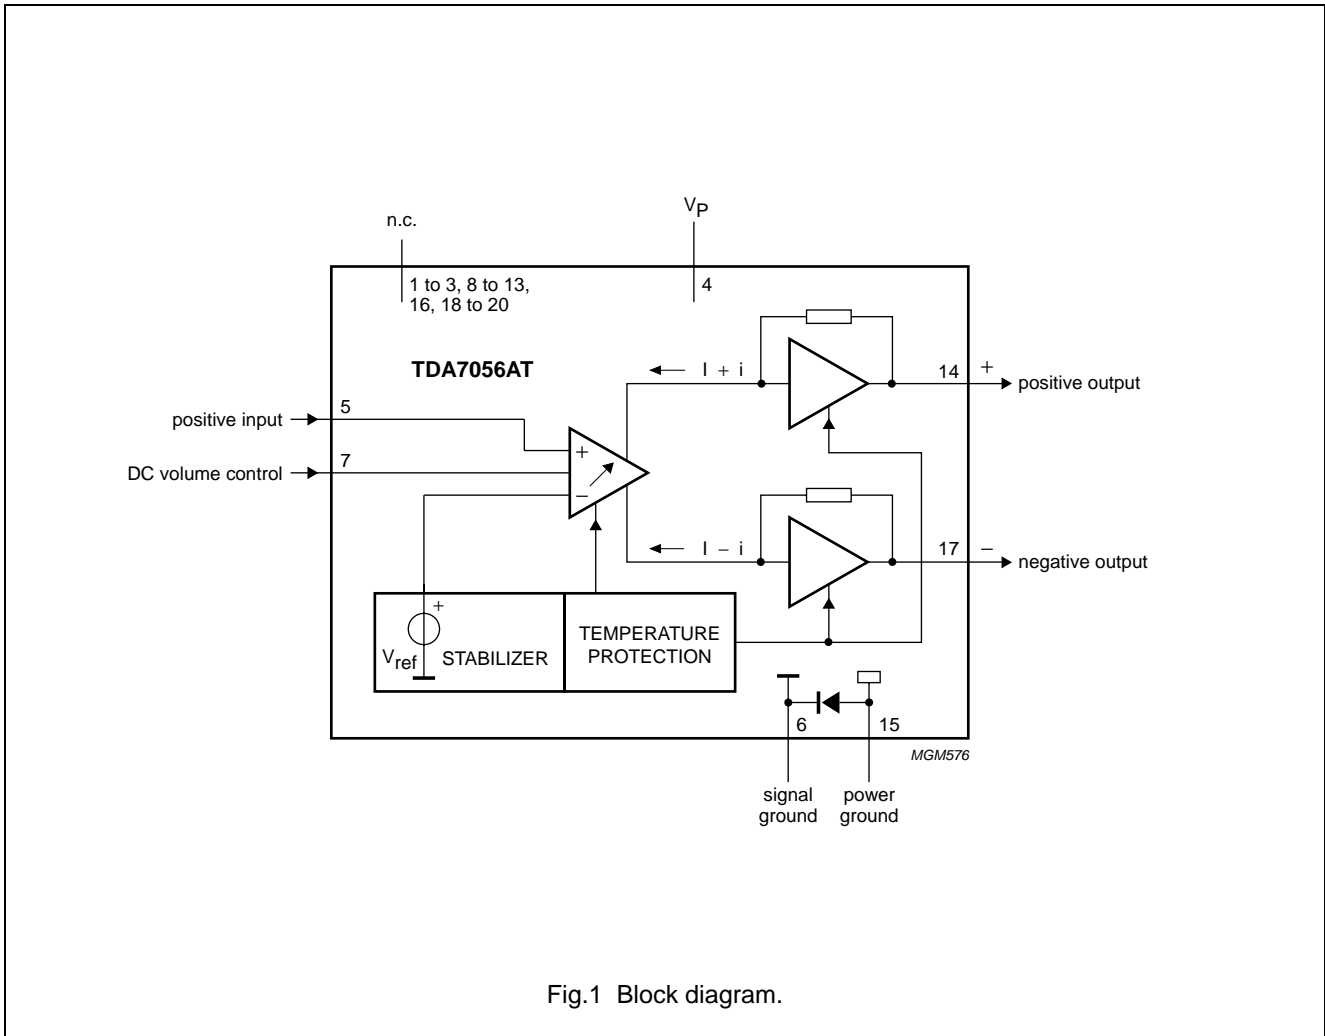 n.c.
V_P
1 to 3, 8 to 13,
16, 18 to 20
4
TDA7056AT
I + i
14
+
positive output
positive input
5
+
DC volume control
7
−
I − i
17
−
negative output
+
V_ref
STABILIZER
TEMPERATURE
PROTECTION
6
15
MGM576
signal
ground
power
ground
Fig.1 Block diagram.